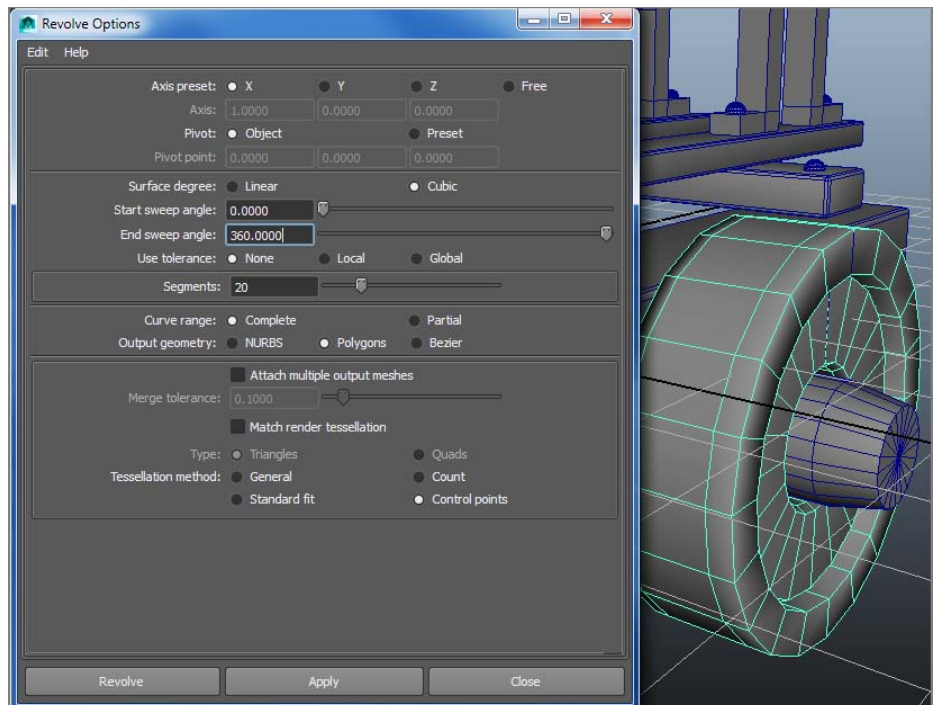 Revolve Options
Edit Help
Axis preset: X Y Z Free
Axis: 1.0000 0.0000 0.0000
Pivot: Object Preset
Pivot point: 0.0000 0.0000 0.0000
Surface degree: Linear Cubic
Start sweep angle: 0.0000
End sweep angle: 360.0000
Use tolerance: None Local Global
Segments: 20
Curve range: Complete Partial
Output geometry: NURBS Polygons Bezier
Attach multiple output meshes
Merge tolerance: 0.1000
Match render tessellation
Type: Triangles Quads
Tessellation method: General Count
Standard fit Control points
Revolve Apply Close